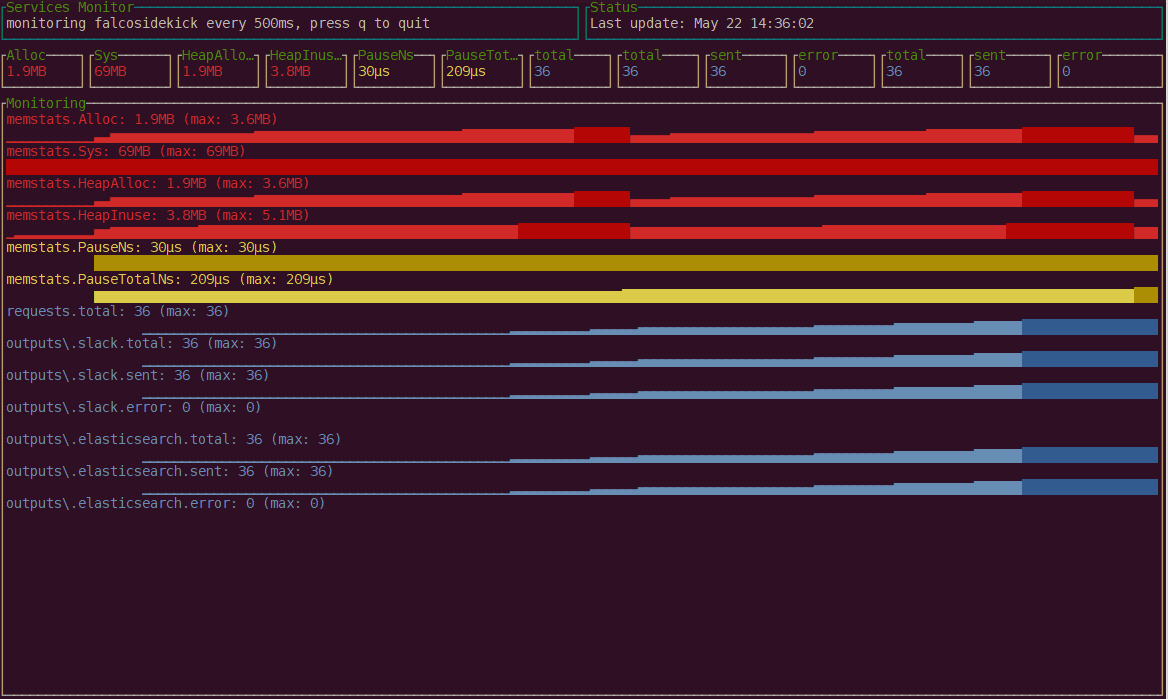 Services Monitor Status
monitoring falcosidekick every 500ms, press q to quit Last update: May 22 14:36:02
Alloc Sys HeapAllo… HeapInus… PauseNs PauseTot… total total sent error total sent error
1.9MB 69MB 1.9MB 3.8MB 30µs 209µs 36 36 36 0 36 36 0
Monitoring
memstats.Alloc: 1.9MB (max: 3.6MB)
memstats.Sys: 69MB (max: 69MB)
memstats.HeapAlloc: 1.9MB (max: 3.6MB)
memstats.HeapInuse: 3.8MB (max: 5.1MB)
memstats.PauseNs: 30µs (max: 30µs)
memstats.PauseTotalNs: 209µs (max: 209µs)
requests.total: 36 (max: 36)
outputs\.slack.total: 36 (max: 36)
outputs\.slack.sent: 36 (max: 36)
outputs\.slack.error: 0 (max: 0)
outputs\.elasticsearch.total: 36 (max: 36)
outputs\.elasticsearch.sent: 36 (max: 36)
outputs\.elasticsearch.error: 0 (max: 0)